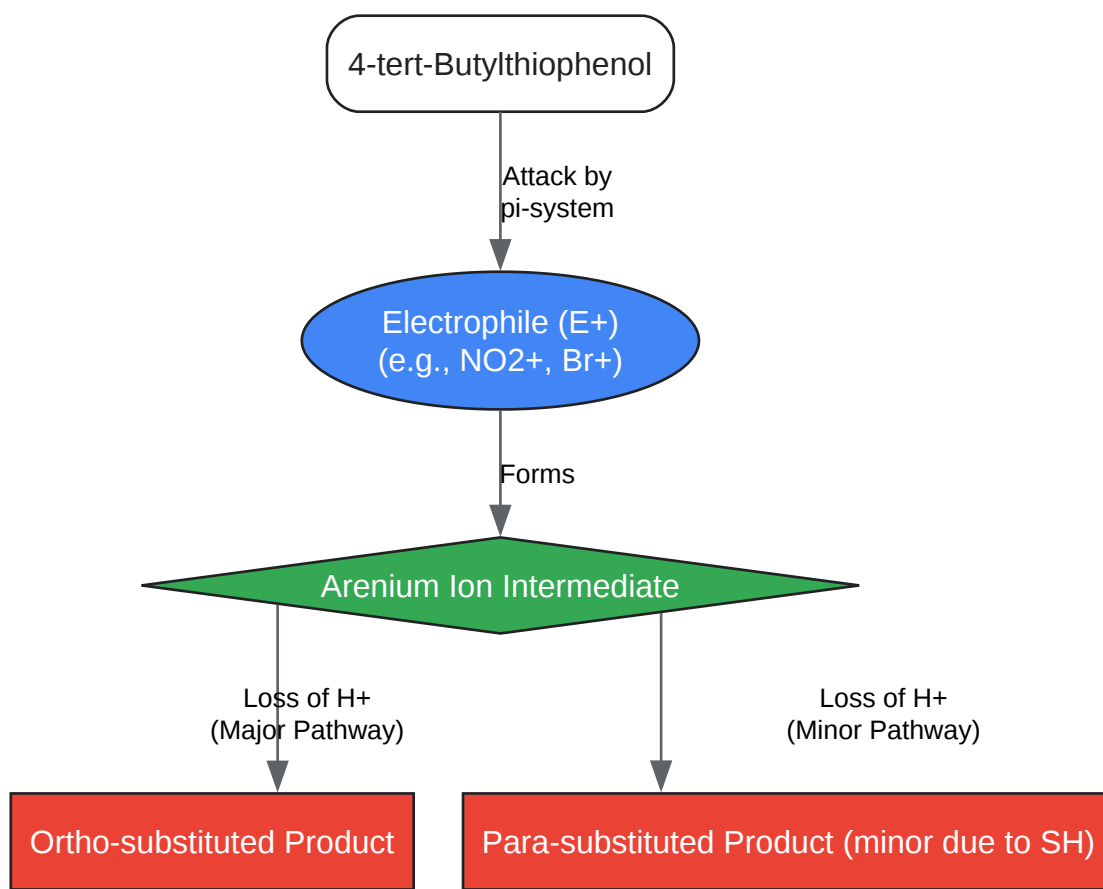 4-tert-Butylthiophenol
Attack by
pi-system
Electrophile (E+)
(e.g., NO2+, Br+)
Forms
Arenium Ion Intermediate
Loss of H+
(Major Pathway)
Loss of H+
(Minor Pathway)
Ortho-substituted Product
Para-substituted Product (minor due to SH)